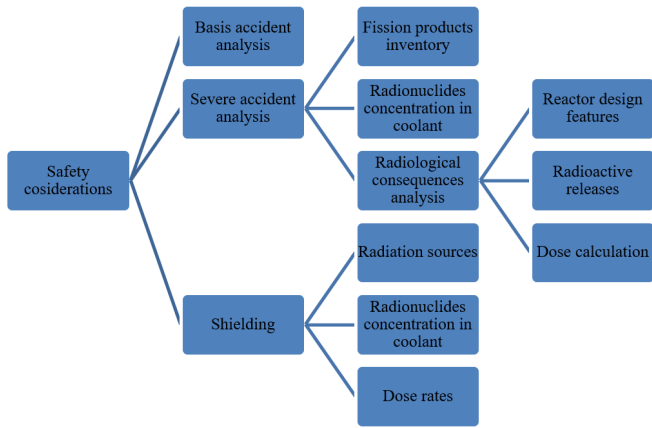 Safety
cosiderations
Basis accident
analysis
Severe accident
analysis
Fission products
inventory
Radionuclides
concentration in
coolant
Radiological
consequences
analysis
Reactor design
features
Radioactive
releases
Dose calculation
Shielding
Radiation sources
Radionuclides
concentration in
coolant
Dose rates